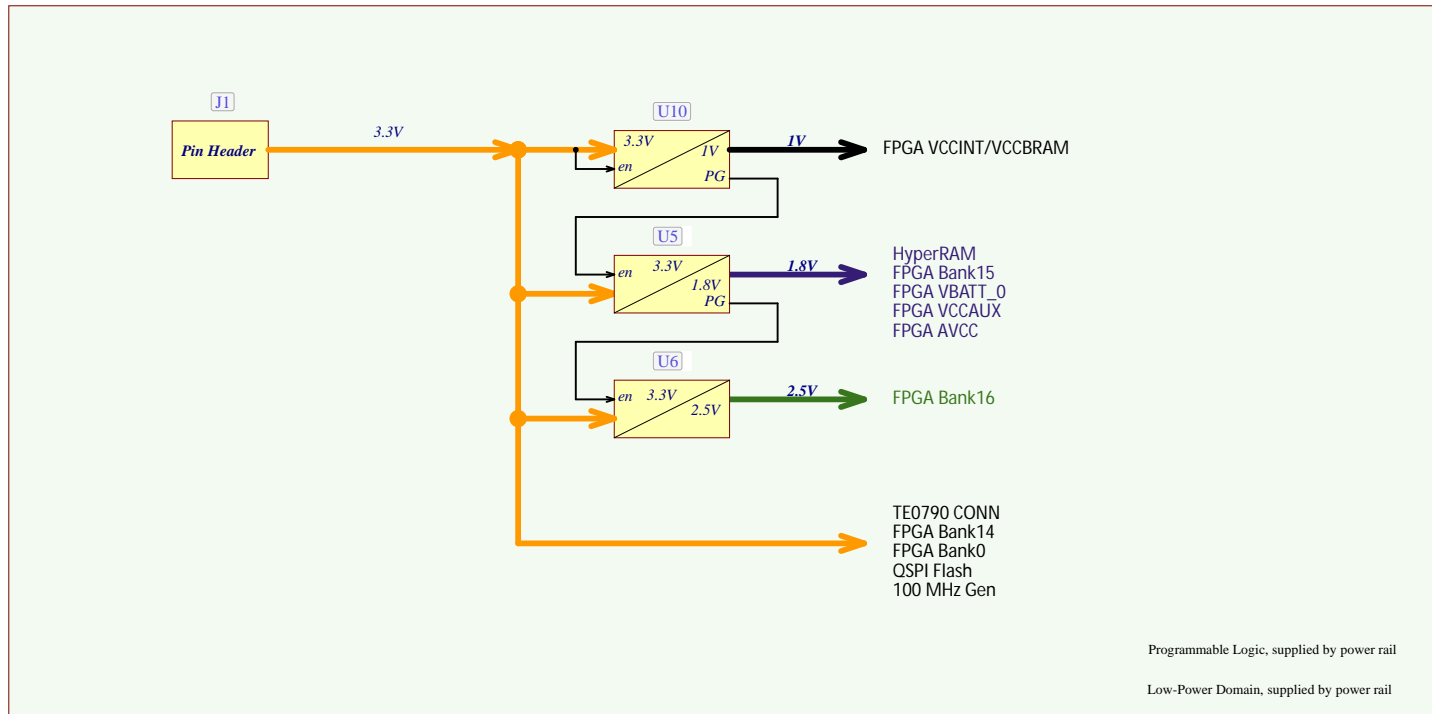 J1
Pin Header
3.3V
U10
3.3V
1V
en
PG
1V
FPGA VCCINT/VCCBRAM
U5
en
3.3V
1.8V
PG
1.8V
HyperRAM
FPGA Bank15
FPGA VBATT_0
FPGA VCCAUX
FPGA AVCC
U6
en
3.3V
2.5V
2.5V
FPGA Bank16
TE0790 CONN
FPGA Bank14
FPGA Bank0
QSPI Flash
100 MHz Gen
Programmable Logic, supplied by power rail
Low-Power Domain, supplied by power rail